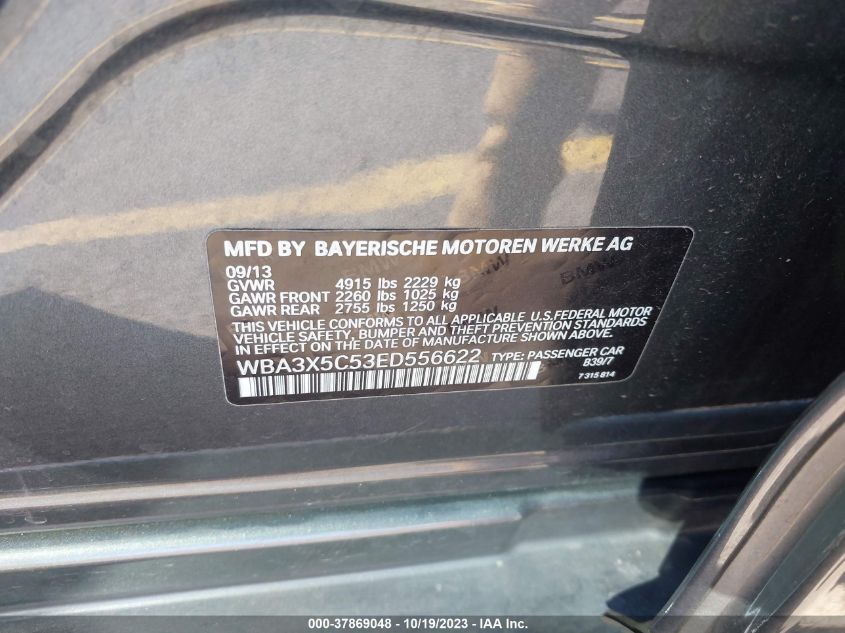 MFD BY BAYERISCHE MOTOREN WERKE AG
09/13
GVWR 4915 lbs 2229 kg
GAWR FRONT 2260 lbs 1025 kg
GAWR REAR 2755 lbs 1250 kg
THIS VEHICLE CONFORMS TO ALL APPLICABLE U.S.FEDERAL MOTOR
VEHICLE SAFETY, BUMPER, AND THEFT PREVENTION STANDARDS
IN EFFECT ON THE DATE OF MANUFACTURE SHOWN ABOVE.
WBA3X5C53ED556622 TYPE: PASSENGER CAR
B39/7
7 315 814
000-37869048 - 10/19/2023 - IAA Inc.